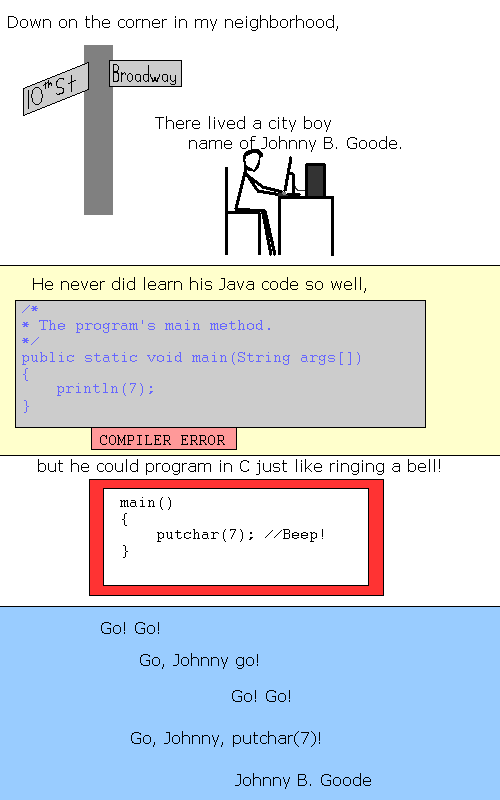 Down on the corner in my neighborhood,
10th St
Broadway
There lived a city boy
name of Johnny B. Goode.
He never did learn his Java code so well,
/*
* The program's main method.
*/
public static void main(String args[])
{
println(7);
}
COMPILER ERROR
but he could program in C just like ringing a bell!
main()
{
putchar(7); //Beep!
}
Go! Go!
Go, Johnny go!
Go! Go!
Go, Johnny, putchar(7)!
Johnny B. Goode